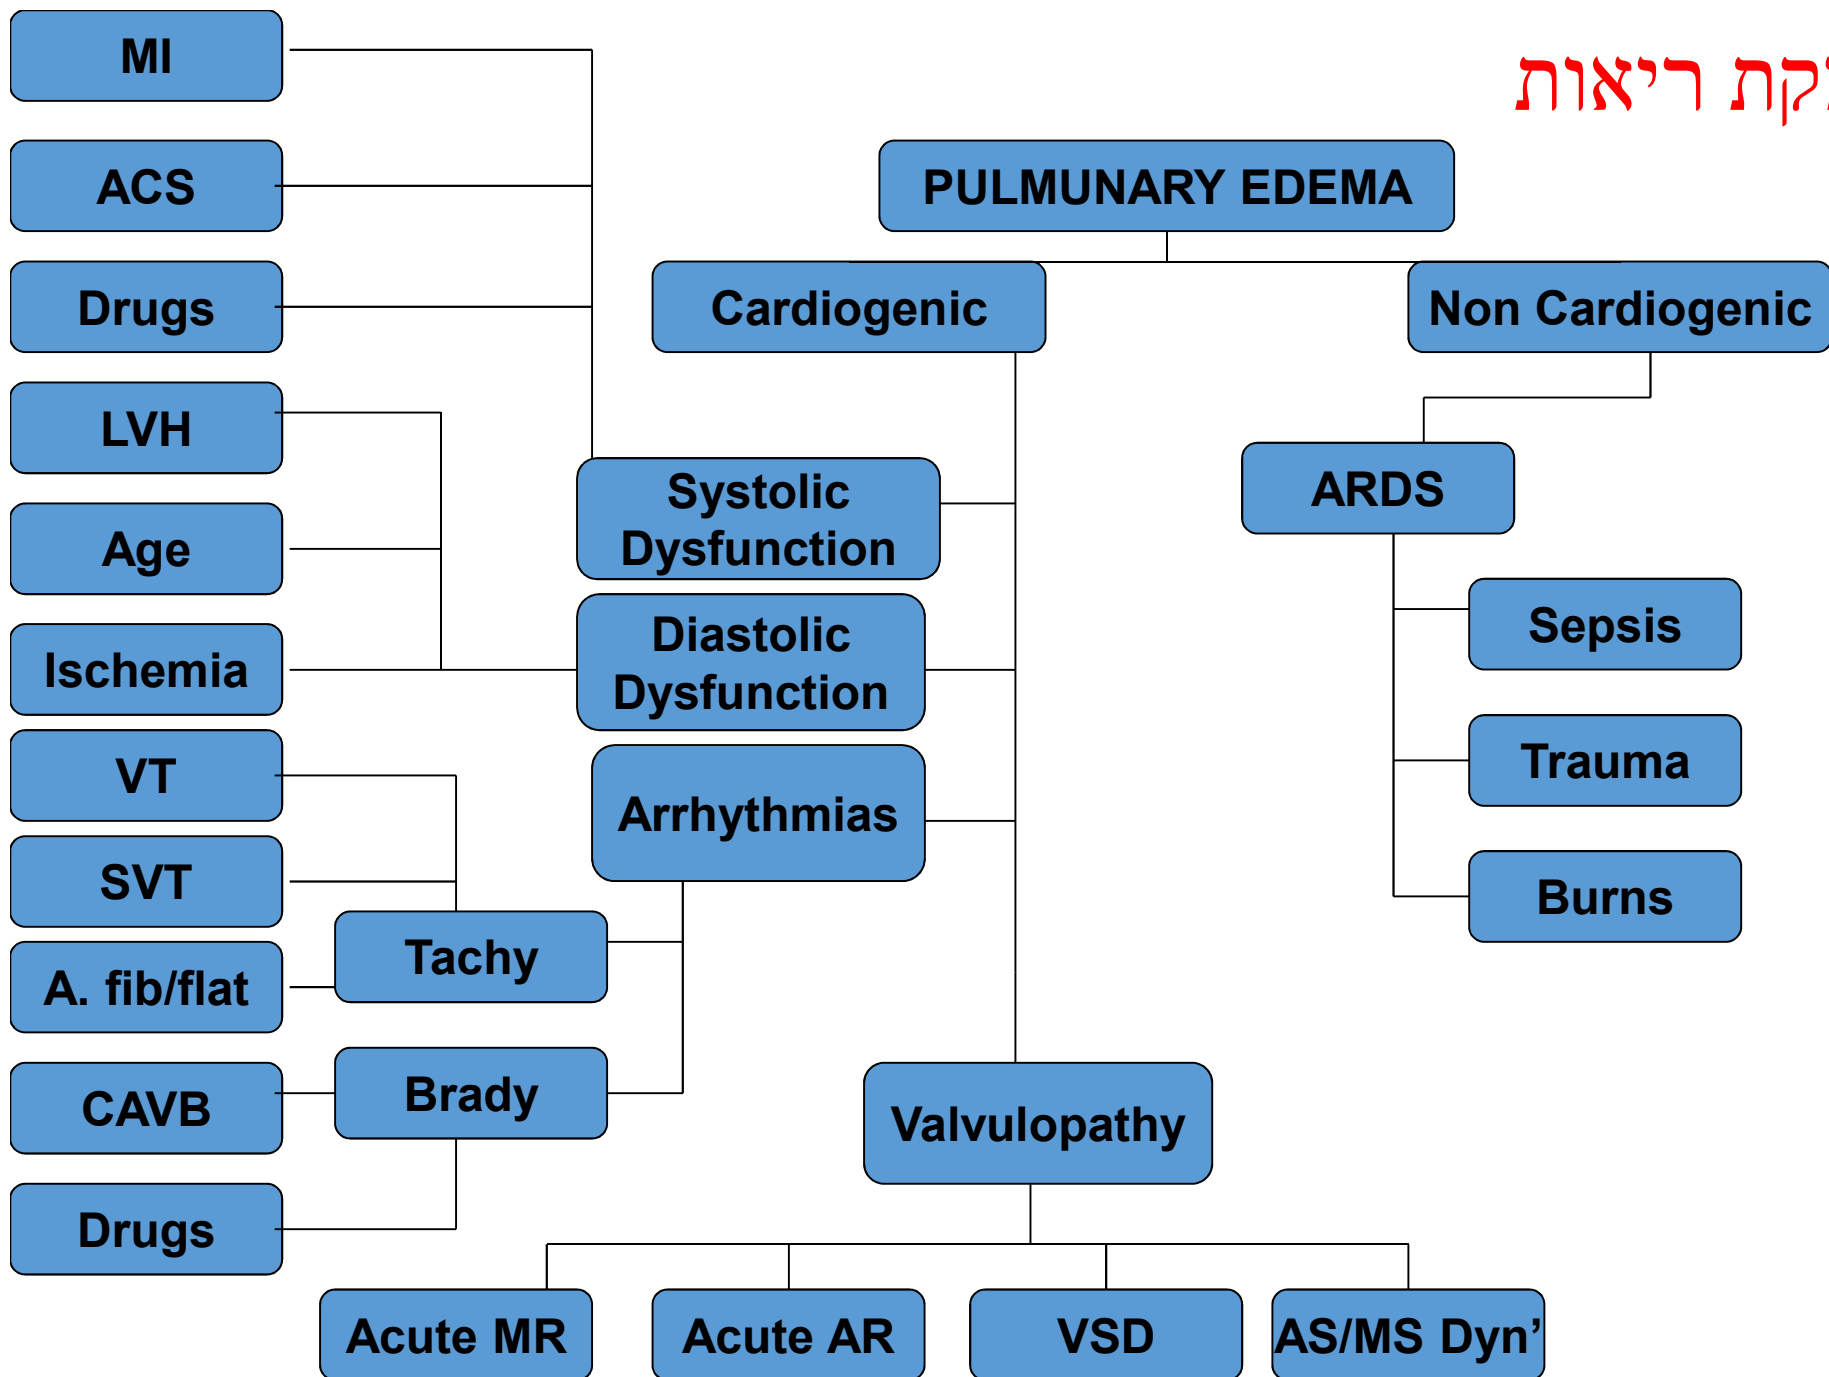 ריאות
PULMUNARY EDEMA
Cardiogenic
Non Cardiogenic
MI
ACS
Drugs
LVH
Age
Ischemia
VT
SVT
A. fib/flat
CAVB
Drugs
Systolic
Dysfunction
Diastolic
Dysfunction
Arrhythmias
Tachy
Brady
ARDS
Sepsis
Trauma
Burns
Valvulopathy
Acute MR
Acute AR
VSD
AS/MS Dyn’